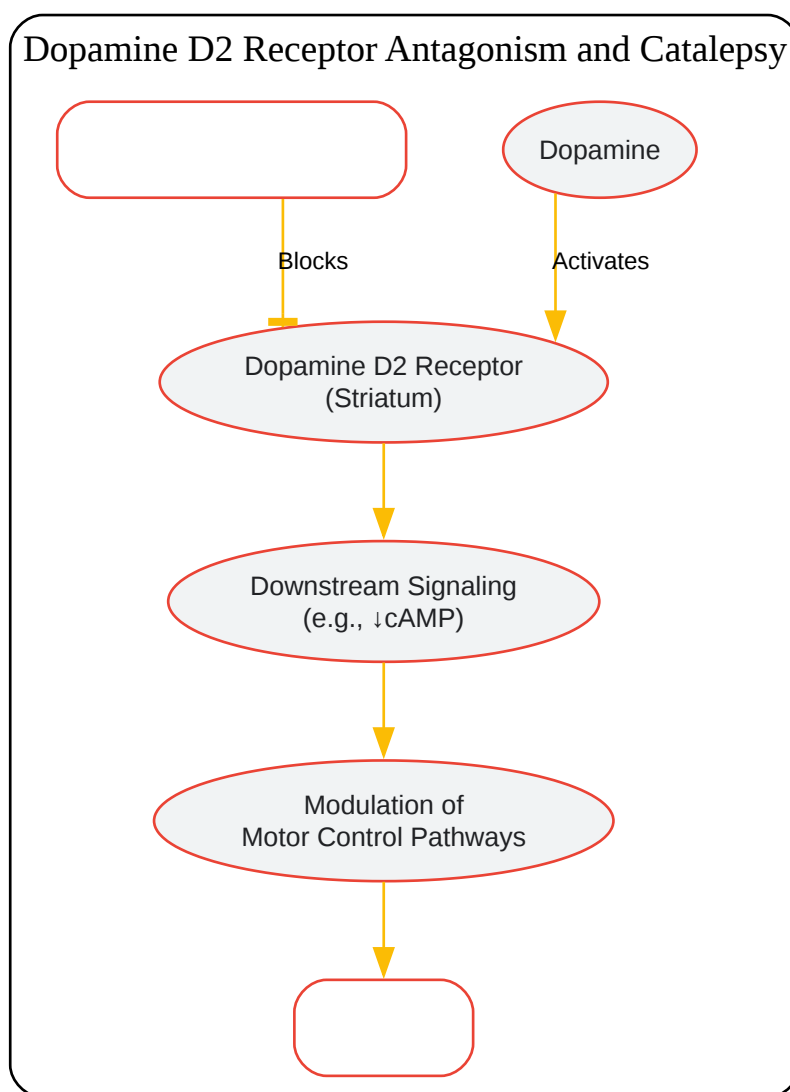 Dopamine D2 Receptor Antagonism and Catalepsy
Dopamine
Blocks
Activates
Dopamine D2 Receptor
(Striatum)
Downstream Signaling
(e.g., ↓cAMP)
Modulation of
Motor Control Pathways